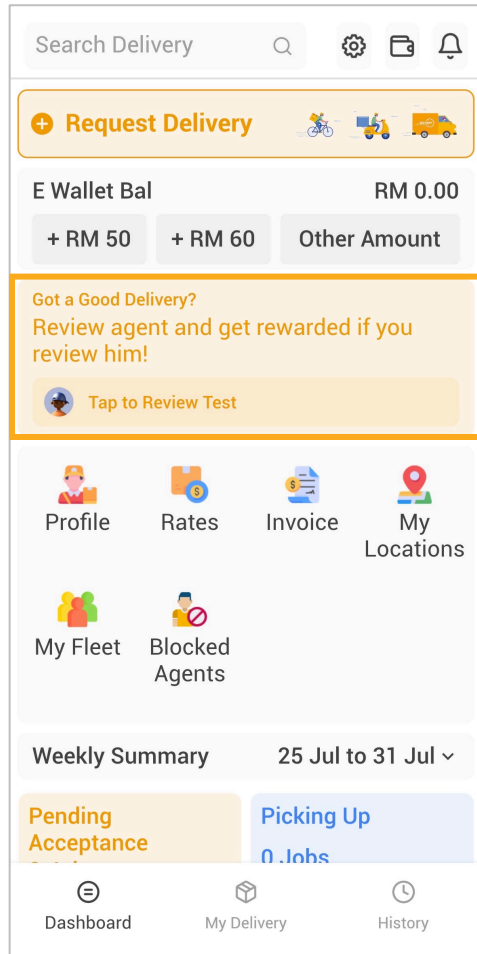 Search Delivery
Request Delivery
E Wallet Bal RM 0.00
+ RM 50 + RM 60 Other Amount
Got a Good Delivery?
Review agent and get rewarded if you
review him!
Tap to Review Test
Profile Rates Invoice My
Locations
My Fleet Blocked
Agents
Weekly Summary 25 Jul to 31 Jul
Pending Picking Up
Acceptance
0 Jobs
Dashboard My Delivery History